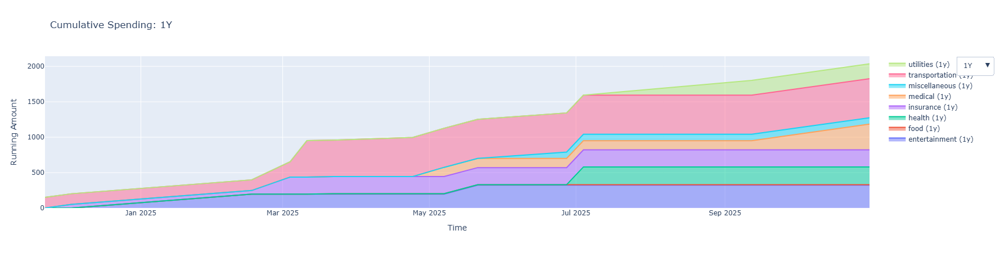 Cumulative Spending: 1Y
2000
1500
1000
500
0
Running Amount
Jan 2025
Mar 2025
May 2025
Jul 2025
Sep 2025
Time
utilities (1y)
transportation (1y)
miscellaneous (1y)
medical (1y)
insurance (1y)
health (1y)
food (1y)
entertainment (1y)
1Y ▼